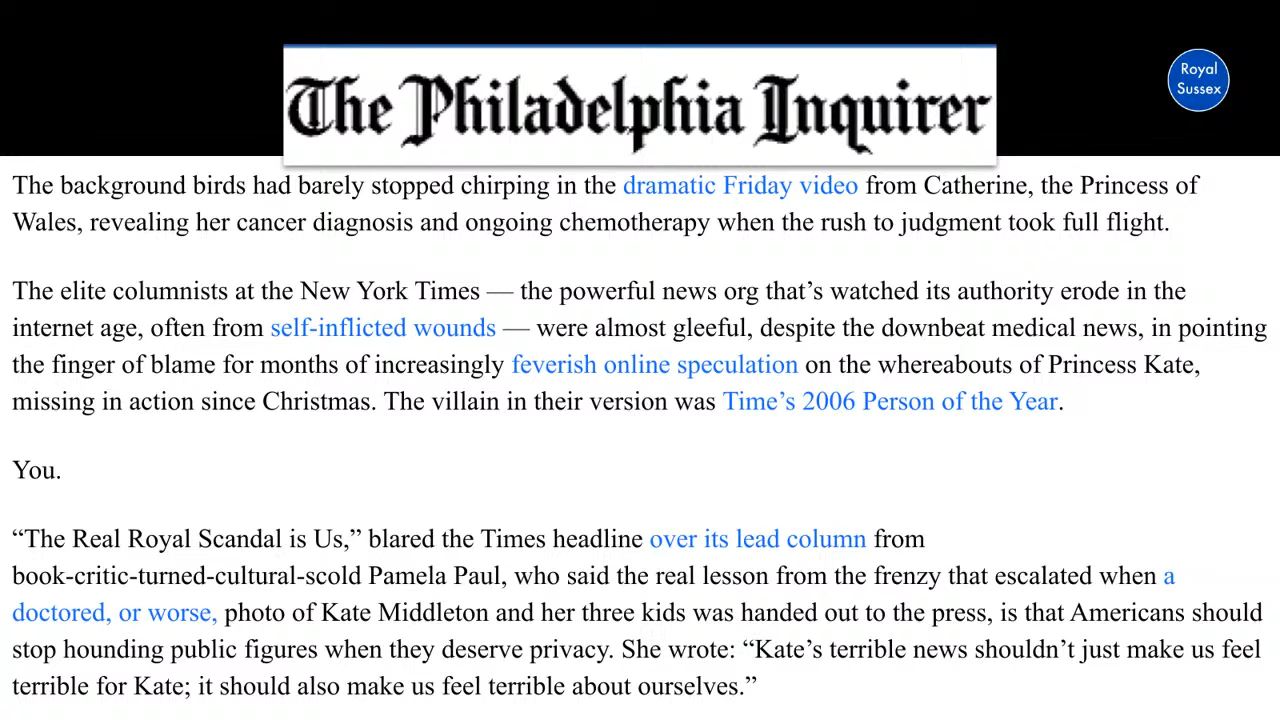 The Philadelphia Inquirer
Royal
Sussex
The background birds had barely stopped chirping in the dramatic Friday video from Catherine, the Princess of
Wales, revealing her cancer diagnosis and ongoing chemotherapy when the rush to judgment took full flight.
The elite columnists at the New York Times — the powerful news org that’s watched its authority erode in the
internet age, often from self-inflicted wounds — were almost gleeful, despite the downbeat medical news, in pointing
the finger of blame for months of increasingly feverish online speculation on the whereabouts of Princess Kate,
missing in action since Christmas. The villain in their version was Time’s 2006 Person of the Year.
You.
“The Real Royal Scandal is Us,” blared the Times headline over its lead column from
book-critic-turned-cultural-scold Pamela Paul, who said the real lesson from the frenzy that escalated when a
doctored, or worse, photo of Kate Middleton and her three kids was handed out to the press, is that Americans should
stop hounding public figures when they deserve privacy. She wrote: “Kate’s terrible news shouldn’t just make us feel
terrible for Kate; it should also make us feel terrible about ourselves.”